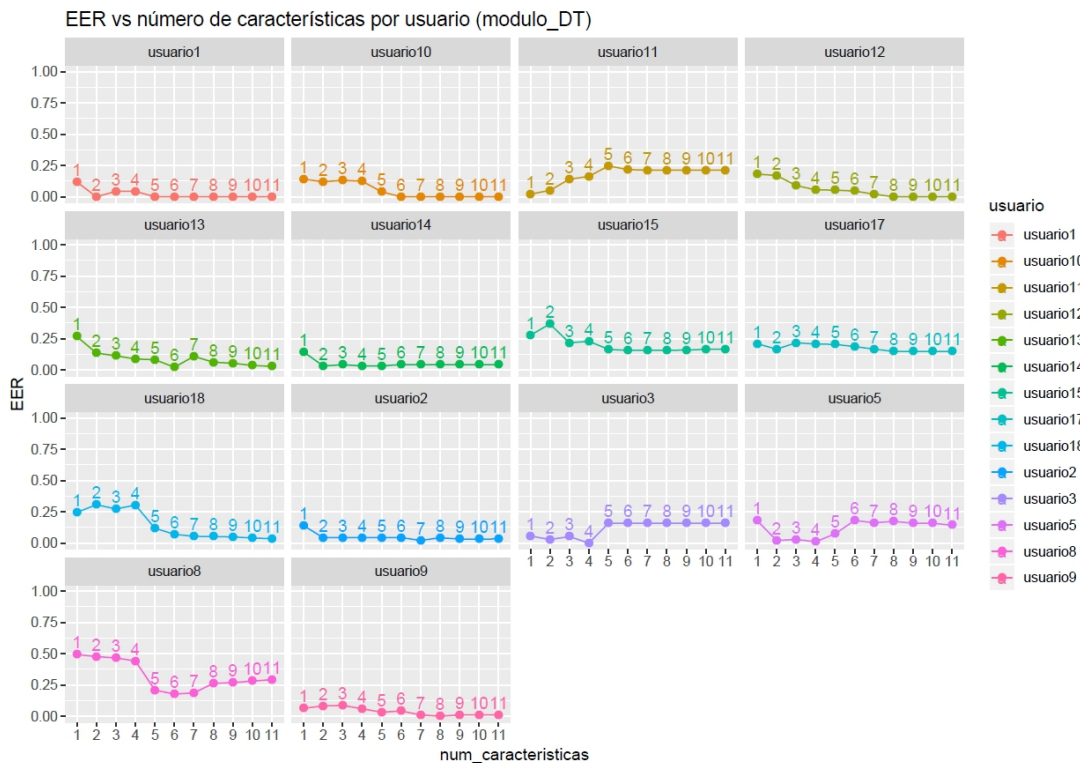 EER vs número de característícas por usuario (modulo_DT)
usuario1 usuario10 usuario11 usuario12
1.00
0.75
0.50
0.25
0.00
1 2 3 4 5 6 7 8 9 10 11
1 2 3 4 5 6 7 8 9 10 11
1 2 3 4 5 6 7 8 9 10 11
1 2 3 4 5 6 7 8 9 10 11
usuario13 usuario14 usuario15 usuario17
1.00
0.75
0.50
0.25
0.00
1 2 3 4 5 6 7 8 9 10 11
1 2 3 4 5 6 7 8 9 10 11
1 2 3 4 5 6 7 8 9 10 11
1 2 3 4 5 6 7 8 9 10 11
EER
usuario18 usuario2 usuario3 usuario5
1.00
0.75
0.50
0.25
0.00
1 2 3 4 5 6 7 8 9 10 11
1 2 3 4 5 6 7 8 9 10 11
1 2 3 4 5 6 7 8 9 10 11
1 2 3 4 5 6 7 8 9 10 11
1 2 3 4 5 6 7 8 9 10 11
1 2 3 4 5 6 7 8 9 10 11
usuario8 usuario9
1.00
0.75
0.50
0.25
0.00
1 2 3 4 5 6 7 8 9 10 11
1 2 3 4 5 6 7 8 9 10 11
1 2 3 4 5 6 7 8 9 10 11
1 2 3 4 5 6 7 8 9 10 11
num_caracteristicas
usuario
a usuario1
a usuario10
a usuario11
a usuario12
a usuario13
a usuario14
a usuario15
a usuario17
a usuario18
a usuario2
a usuario3
a usuario5
a usuario8
a usuario9